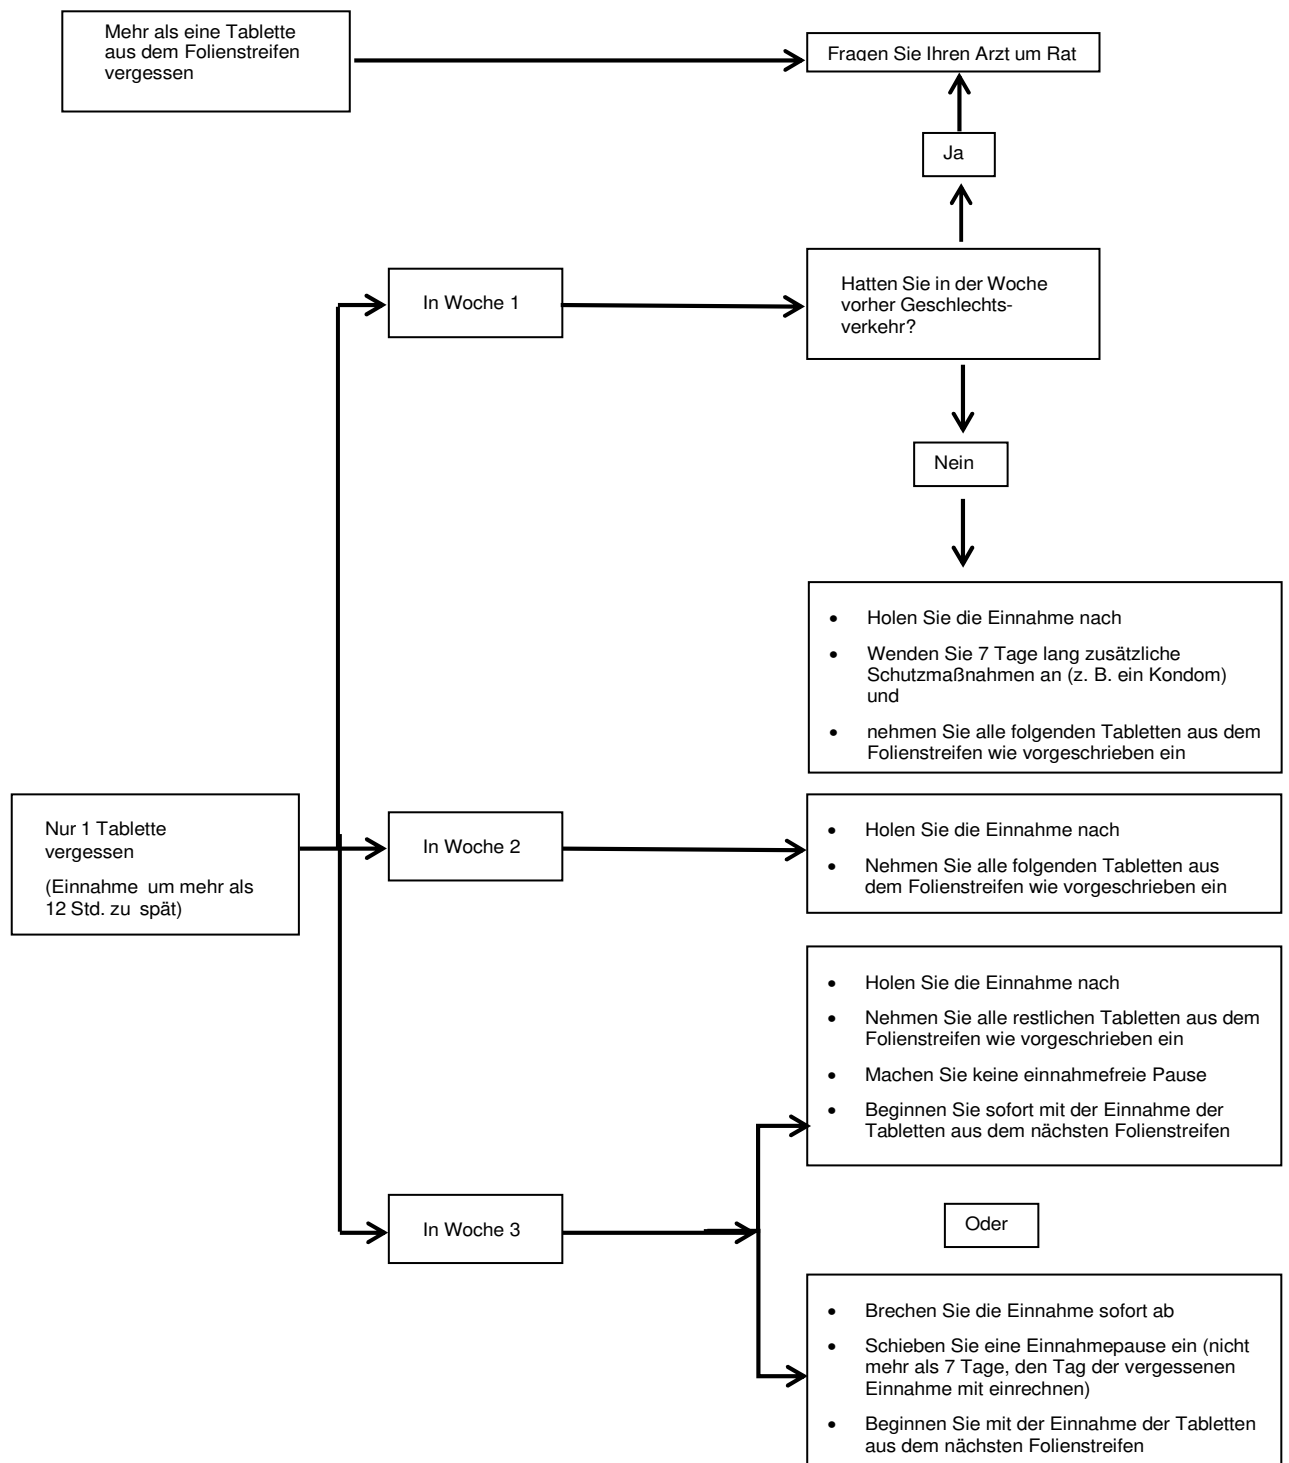 Mehr als eine Tablette
aus dem Folienstreifen
vergessen
Fragen Sie Ihren Arzt um Rat
Ja
In Woche 1
Hatten Sie in der Woche
vorher Geschlechts-
verkehr?
Nein
• Holen Sie die Einnahme nach
• Wenden Sie 7 Tage lang zusätzliche
Schutzmaßnahmen an (z. B. ein Kondom)
und
• nehmen Sie alle folgenden Tabletten aus dem
Folienstreifen wie vorgeschrieben ein
Nur 1 Tablette
vergessen
(Einnahme um mehr als
12 Std. zu spät)
In Woche 2
• Holen Sie die Einnahme nach
• Nehmen Sie alle folgenden Tabletten aus
dem Folienstreifen wie vorgeschrieben ein
• Holen Sie die Einnahme nach
• Nehmen Sie alle restlichen Tabletten aus dem
Folienstreifen wie vorgeschrieben ein
• Machen Sie keine einnahmefreie Pause
• Beginnen Sie sofort mit der Einnahme der
Tabletten aus dem nächsten Folienstreifen
In Woche 3
Oder
• Brechen Sie die Einnahme sofort ab
• Schieben Sie eine Einnahmepause ein (nicht
mehr als 7 Tage, den Tag der vergessenen
Einnahme mit einrechnen)
• Beginnen Sie mit der Einnahme der Tabletten
aus dem nächsten Folienstreifen